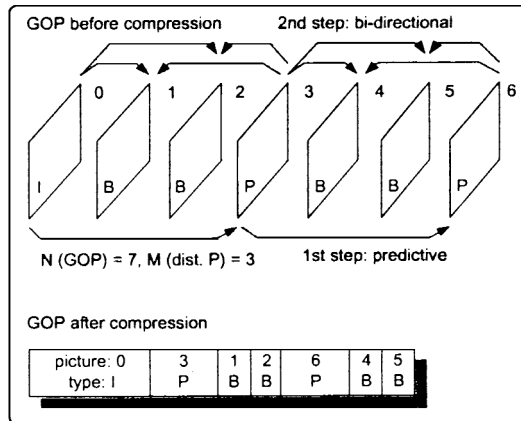 GOP before compression
2nd step: bi-directional
0 1 2 3 4 5 6
I B B P B B P
N (GOP) = 7, M (dist. P) = 3
1st step: predictive
GOP after compression
picture: 0 3 1 2 6 4 5
type: I P B B P B B